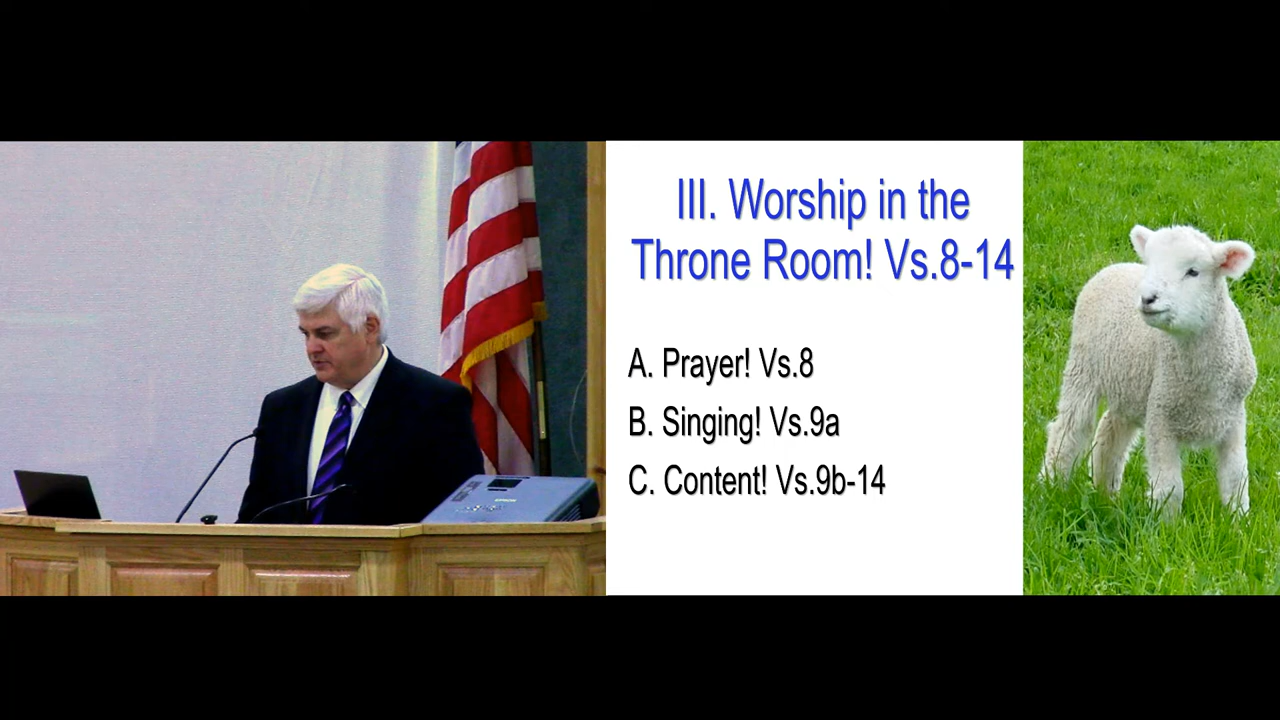 III. Worship in the
Throne Room! Vs.8-14
A. Prayer! Vs.8
B. Singing! Vs.9a
C. Content! Vs.9b-14
EPSON